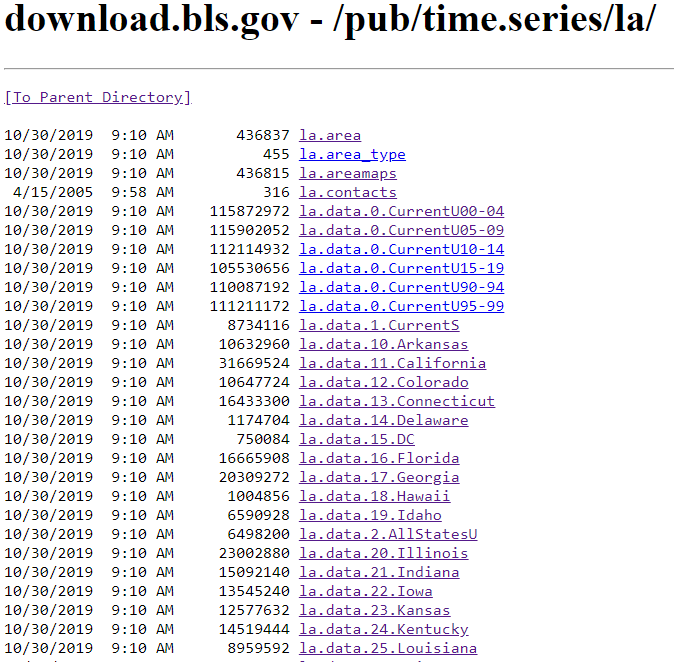 download.bls.gov - /pub/time.series/la/
[To Parent Directory]
10/30/2019  9:10 AM       436837 la.area
10/30/2019  9:10 AM          455 la.area_type
10/30/2019  9:10 AM       436815 la.areamaps
4/15/2005  9:58 AM          316 la.contacts
10/30/2019  9:10 AM    115872972 la.data.0.CurrentU00-04
10/30/2019  9:10 AM    115902052 la.data.0.CurrentU05-09
10/30/2019  9:10 AM    112114932 la.data.0.CurrentU10-14
10/30/2019  9:10 AM    105530656 la.data.0.CurrentU15-19
10/30/2019  9:10 AM    110087192 la.data.0.CurrentU90-94
10/30/2019  9:10 AM    111211172 la.data.0.CurrentU95-99
10/30/2019  9:10 AM      8734116 la.data.1.CurrentS
10/30/2019  9:10 AM     10632960 la.data.10.Arkansas
10/30/2019  9:10 AM     31669524 la.data.11.California
10/30/2019  9:10 AM     10647724 la.data.12.Colorado
10/30/2019  9:10 AM     16433300 la.data.13.Connecticut
10/30/2019  9:10 AM      1174704 la.data.14.Delaware
10/30/2019  9:10 AM       750084 la.data.15.DC
10/30/2019  9:10 AM     16665908 la.data.16.Florida
10/30/2019  9:10 AM     20309272 la.data.17.Georgia
10/30/2019  9:10 AM      1004856 la.data.18.Hawaii
10/30/2019  9:10 AM      6590928 la.data.19.Idaho
10/30/2019  9:10 AM      6498200 la.data.2.AllStatesU
10/30/2019  9:10 AM     23002880 la.data.20.Illinois
10/30/2019  9:10 AM     15092140 la.data.21.Indiana
10/30/2019  9:10 AM     13545240 la.data.22.Iowa
10/30/2019  9:10 AM     12577632 la.data.23.Kansas
10/30/2019  9:10 AM     14519444 la.data.24.Kentucky
10/30/2019  9:10 AM      8959592 la.data.25.Louisiana